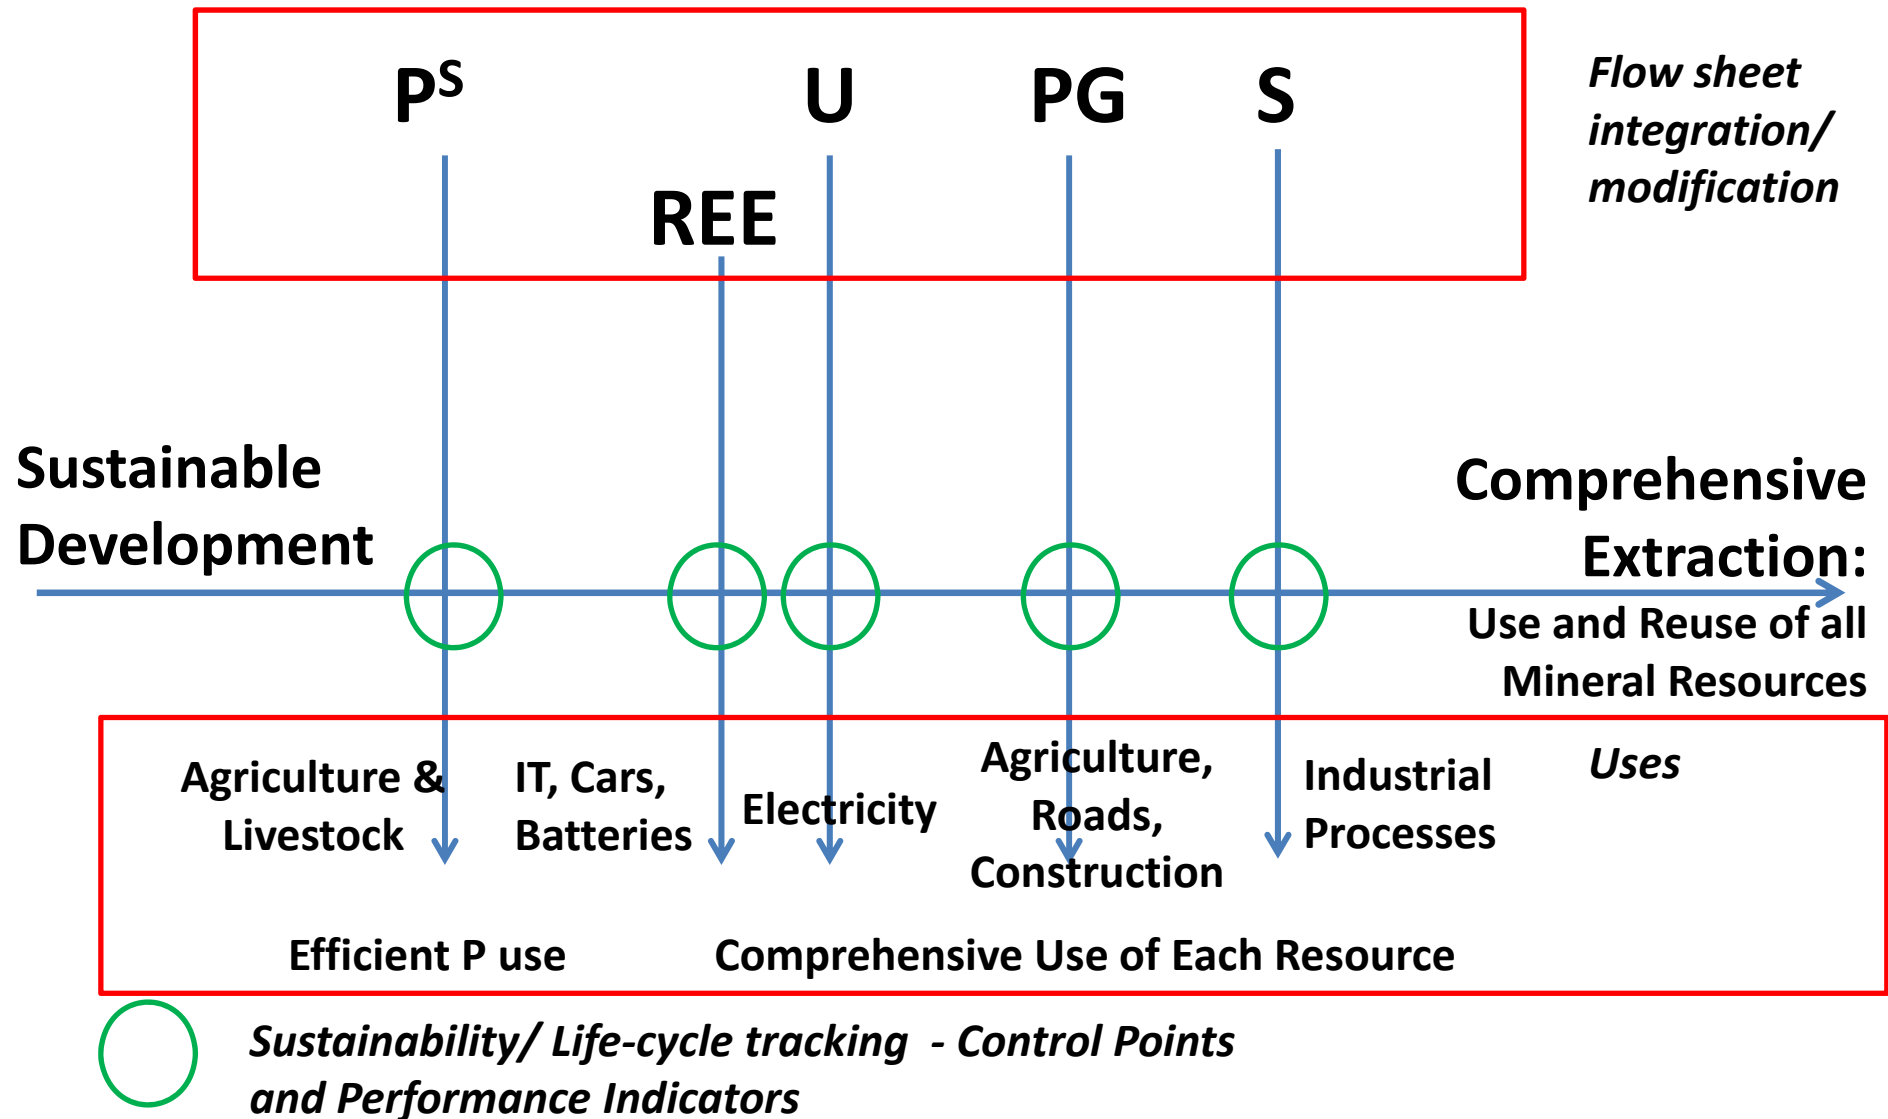 P^S
U
PG
S
REE
Flow sheet
integration/
modification
Sustainable
Development
Comprehensive
Extraction:
Use and Reuse of all
Mineral Resources
Agriculture &
Livestock
IT, Cars,
Batteries
Electricity
Agriculture,
Roads,
Construction
Industrial
Processes
Uses
Efficient P use
Comprehensive Use of Each Resource
Sustainability/ Life-cycle tracking  - Control Points
and Performance Indicators